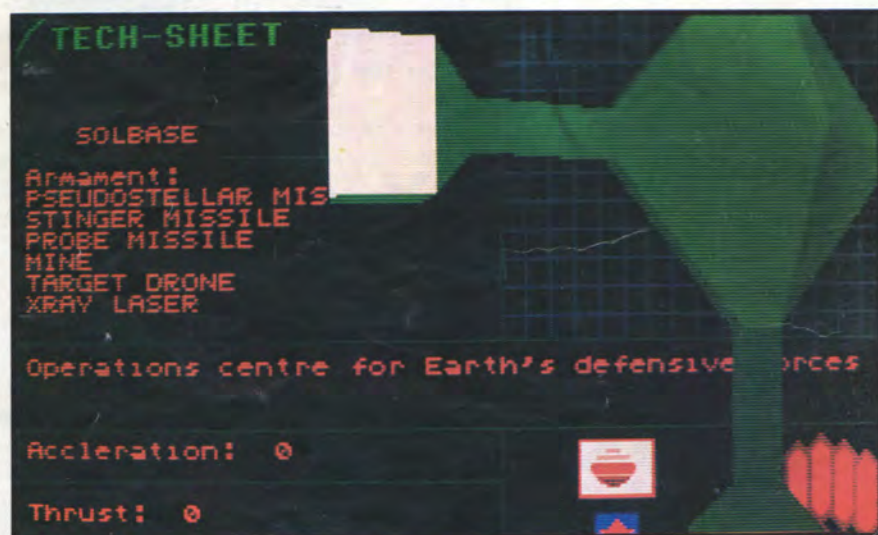 /TECH-SHEET
SOLBASE
Armament:
PSEUDOSTELLAR MIS
STINGER MISSILE
PROBE MISSILE
MINE
TARGET DRONE
XRAY LASER
Operations centre for Earth's defensive orces
Accleration: 0
Thrust: 0